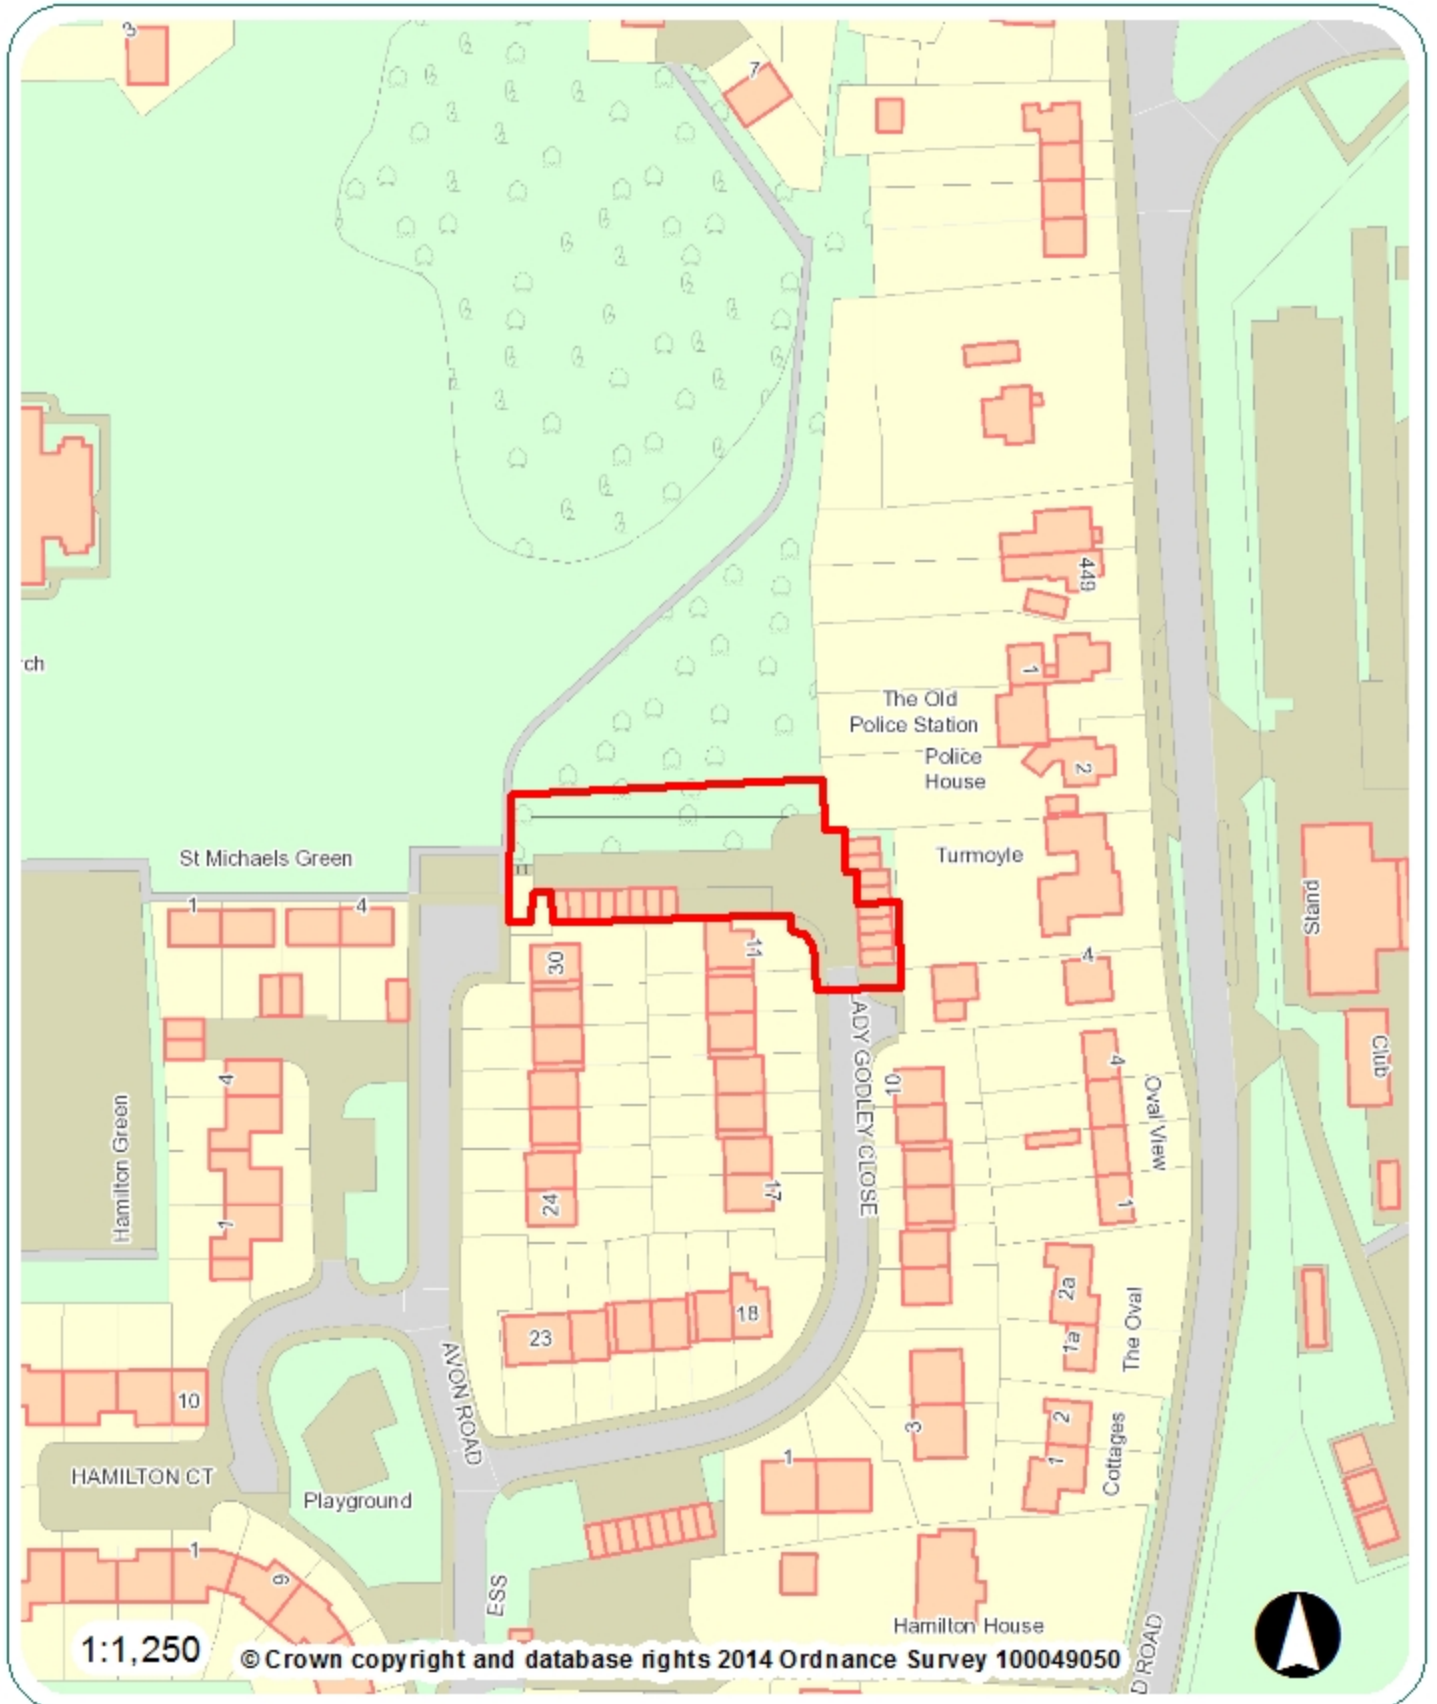 3
7
449
rch
1
The Old
Police Station
Police
House
2
St Michaels Green
Turmoyle
1
4
Stand
11
30
4
LADY GODLEY CLOSE
Club
4
4
10
Oval View
Hamilton Green
24
17
1
1
2a
The Oval
18
23
1a
AVON ROAD
10
2
3
Cottages
1
1
HAMILTON CT
Playground
1
9
ESS
Hamilton House
D ROAD
1:1,250
© Crown copyright and database rights 2014 Ordnance Survey 100049050